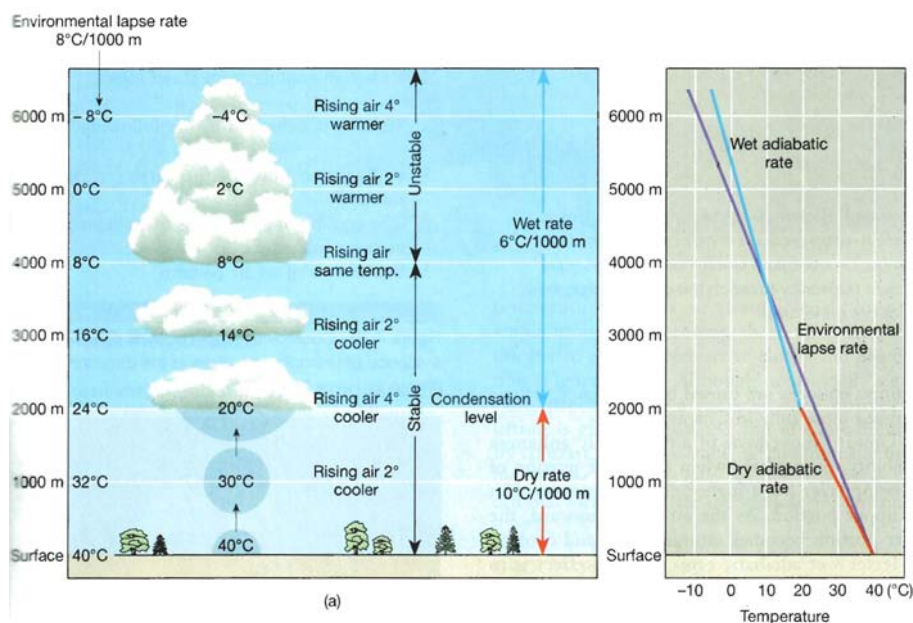 Environmental lapse rate
8°C/1000 m
6000 m
–8°C
–4°C
Rising air 4°
warmer
5000 m
0°C
2°C
Rising air 2°
warmer
Unstable
Wet rate
6°C/1000 m
4000 m
8°C
8°C
Rising air
same temp.
3000 m
16°C
14°C
Rising air 2°
cooler
2000 m
24°C
20°C
Rising air 4°
cooler
Condensation
level
Stable
1000 m
32°C
30°C
Rising air 2°
cooler
Dry rate
10°C/1000 m
Surface
40°C
40°C
(a)
6000 m
5000 m
4000 m
3000 m
2000 m
1000 m
Surface
Wet adiabatic
rate
Environmental
lapse rate
Dry adiabatic
rate
–10 0 10 20 30 40 (°C)
Temperature